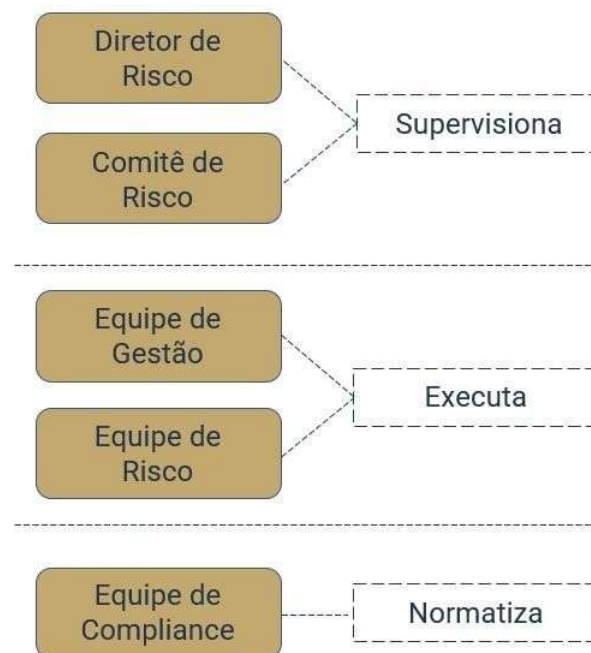 Diretor de
Risco
Supervisiona
Comitê de
Risco
Equipe de
Gestão
Executa
Equipe de
Risco
Equipe de
Compliance
Normatiza